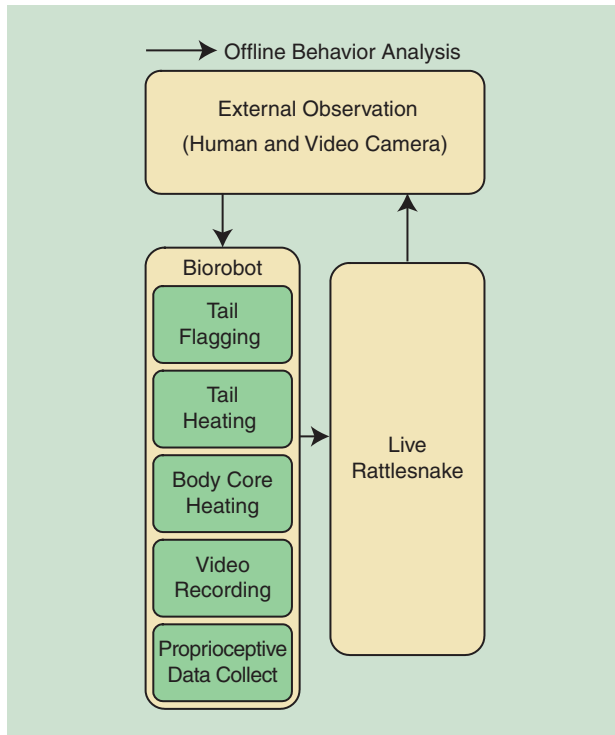 Offline Behavior Analysis
External Observation
(Human and Video Camera)
Biorobot
Tail
Flagging
Tail
Heating
Body Core
Heating
Video
Recording
Proprioceptive
Data Collect
Live
Rattlesnake